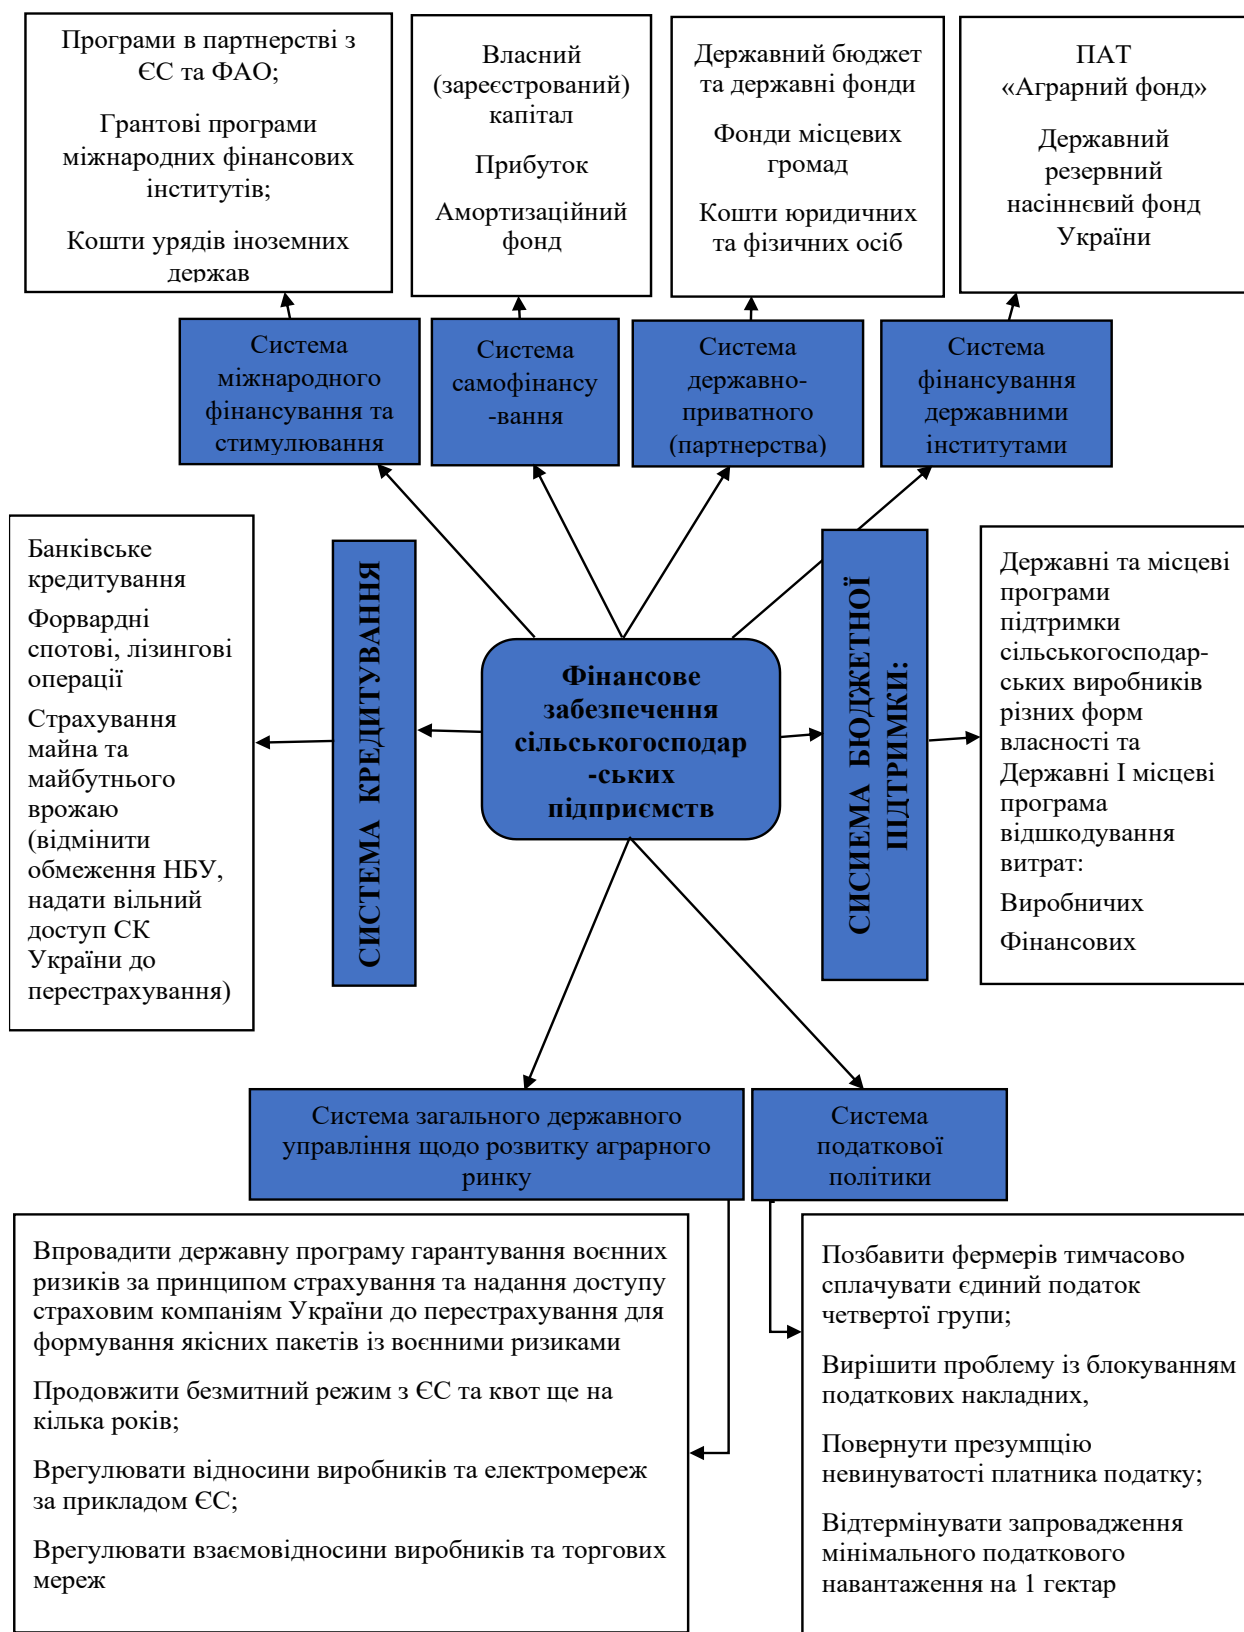 Програми в партнерстві з
ЄС та ФАО;
Грантові програми
міжнародних фінансових
інститутів;
Кошти урядів іноземних
держав
Власний
(зареєстрований)
капітал
Прибуток
Амортизаційний
фонд
Державний бюджет
та державні фонди
Фонди місцевих
громад
Кошти юридичних
та фізичних осіб
ПАТ
«Аграрний фонд»
Державний
резервний
насіннєвий фонд
України
Система
міжнародного
фінансування та
стимулювання
Система
самофінансу
-вання
Система
державно-
приватного
(партнерства)
Система
фінансування
державними
інститутами
Банківське
кредитування
Форвардні
спотові, лізингові
операції
Страхування
майна та
майбутнього
врожаю
(відмінити
обмеження НБУ,
надати вільний
доступ СК
України до
перестрахування)
СИСТЕМА КРЕДИТУВАННЯ
Фінансове
забезпечення
сільськогосподар
-ських
підприємств
СИСИЕМА БЮДЖЕТНОЇ
ПІДТРИМКИ:
Державні та місцеві
програми
підтримки
сільськогосподар-
ських виробників
різних форм
власності та
Державні І місцеві
програма
відшкодування
витрат:
Виробничих
Фінансових
Система загального державного
управління щодо розвитку аграрного
ринку
Система
податкової
політики
Впровадити державну програму гарантування воєнних
ризиків за принципом страхування та надання доступу
страховим компаніям України до перестрахування для
формування якісних пакетів із воєнними ризиками
Продовжити безмитний режим з ЄС та квот ще на
кілька років;
Врегулювати відносини виробників та електромереж
за прикладом ЄС;
Врегулювати взаємовідносини виробників та торгових
мереж
Позбавити фермерів тимчасово
сплачувати єдиний податок
четвертої групи;
Вирішити проблему із блокуванням
податкових накладних,
Повернути презумпцію
невинуватості платника податку;
Відтермінувати запровадження
мінімального податкового
навантаження на 1 гектар